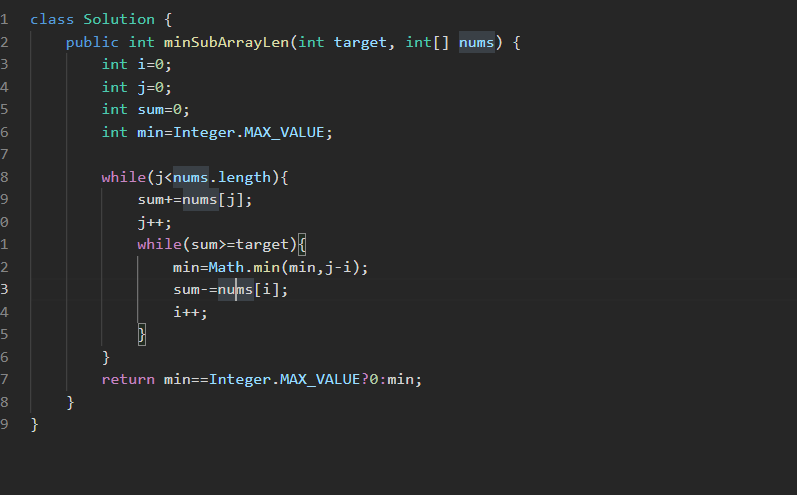 1 class Solution {
2 public int minSubArrayLen(int target, int[] nums) {
3 int i=0;
4 int j=0;
5 int sum=0;
6 int min=Integer.MAX_VALUE;
7
8 while(j<nums.length){
9 sum+=nums[j];
0 j++;
1 while(sum>=target){
2 min=Math.min(min,j-i);
3 sum-=nums[i];
4 i++;
5 }
6 }
7 return min==Integer.MAX_VALUE?0:min;
8 }
9 }